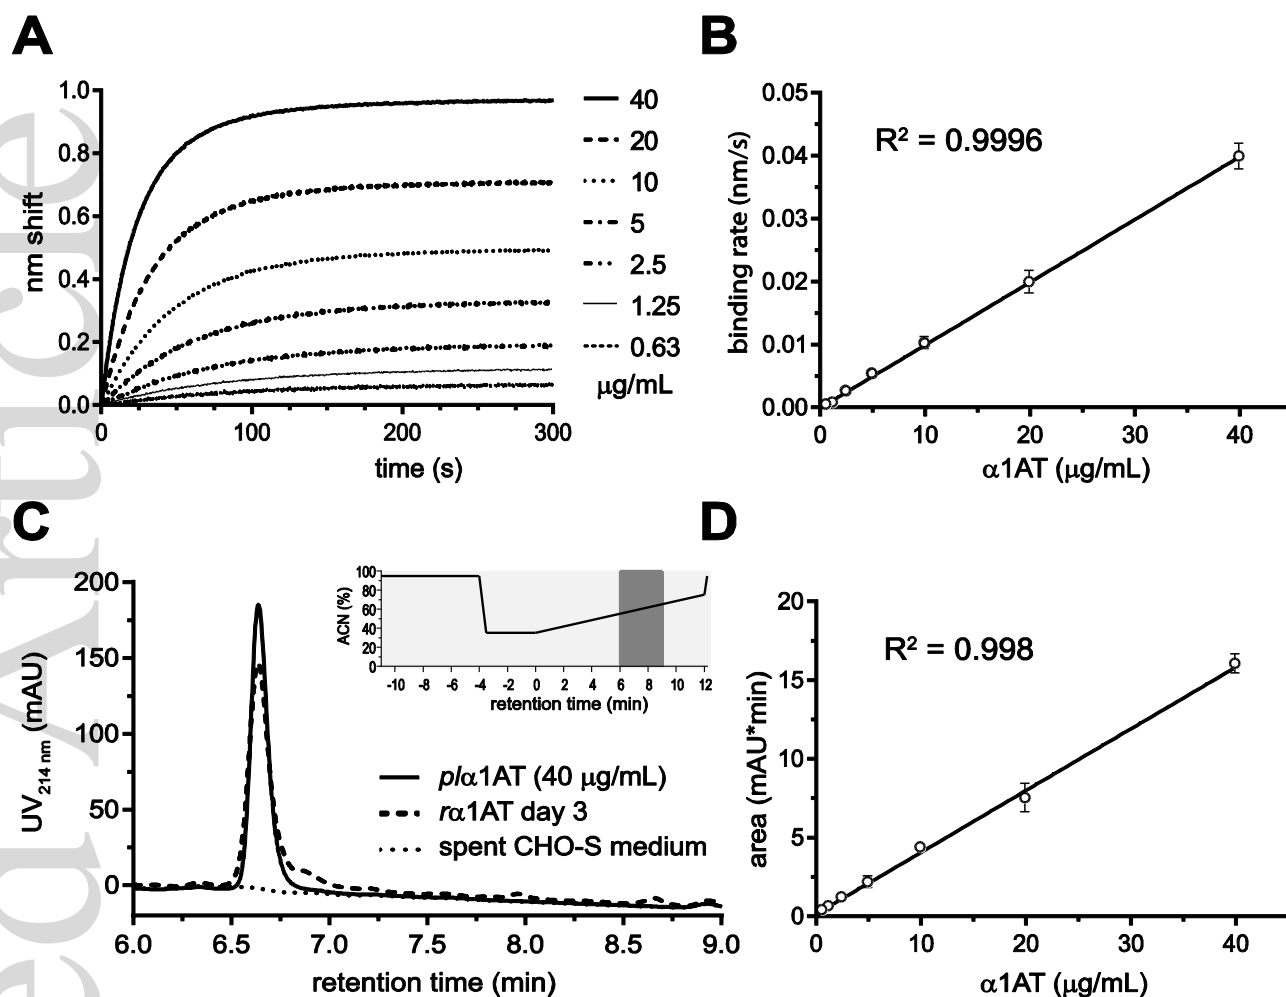 A
1.0
0.8
0.6
0.4
0.2
0.0
nm shift
0 100 200 300
time (s)
40
20
10
5
2.5
1.25
0.63
μg/mL
B
0.05
0.04
0.03
0.02
0.01
0.00
binding rate (nm/s)
R² = 0.9996
0 10 20 30 40
α1AT (μg/mL)
C
200
150
100
50
0
UV214 nm (mAU)
6.0 6.5 7.0 7.5 8.0 8.5 9.0
retention time (min)
100
80
60
40
20
0
ACN (%)
-10 -8 -6 -4 -2 0 2 4 6 8 10 12
retention time (min)
plα1AT (40 μg/mL)
rα1AT day 3
spent CHO-S medium
D
20
15
10
5
0
area (mAU*min)
R² = 0.998
0 10 20 30 40
α1AT (μg/mL)
ed Article